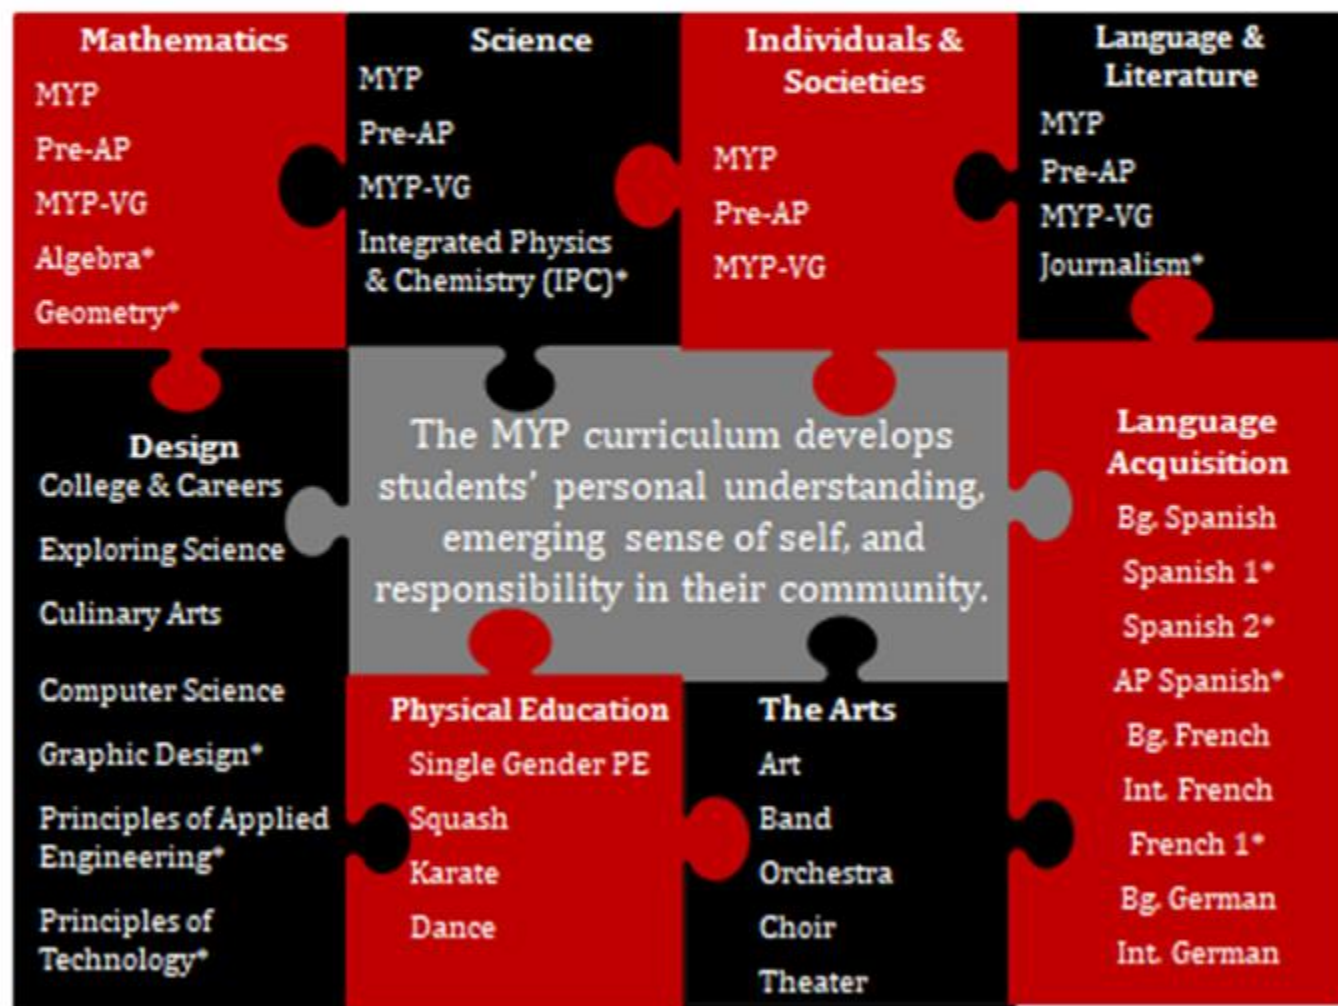 Mathematics
MYP
Pre-AP
MYP-VG
Algebra*
Geometry*
Science
MYP
Pre-AP
MYP-VG
Integrated Physics
& Chemistry (IPC)*
Individuals &
Societies
MYP
Pre-AP
MYP-VG
Language &
Literature
MYP
Pre-AP
MYP-VG
Journalism*
Design
College & Careers
Exploring Science
Culinary Arts
Computer Science
Graphic Design*
Principles of Applied
Engineering*
Principles of
Technology*
The MYP curriculum develops
students’ personal understanding,
emerging sense of self, and
responsibility in their community.
Language
Acquisition
Bg. Spanish
Spanish 1*
Spanish 2*
AP Spanish*
Bg. French
Int. French
French 1*
Bg. German
Int. German
Physical Education
Single Gender PE
Squash
Karate
Dance
The Arts
Art
Band
Orchestra
Choir
Theater